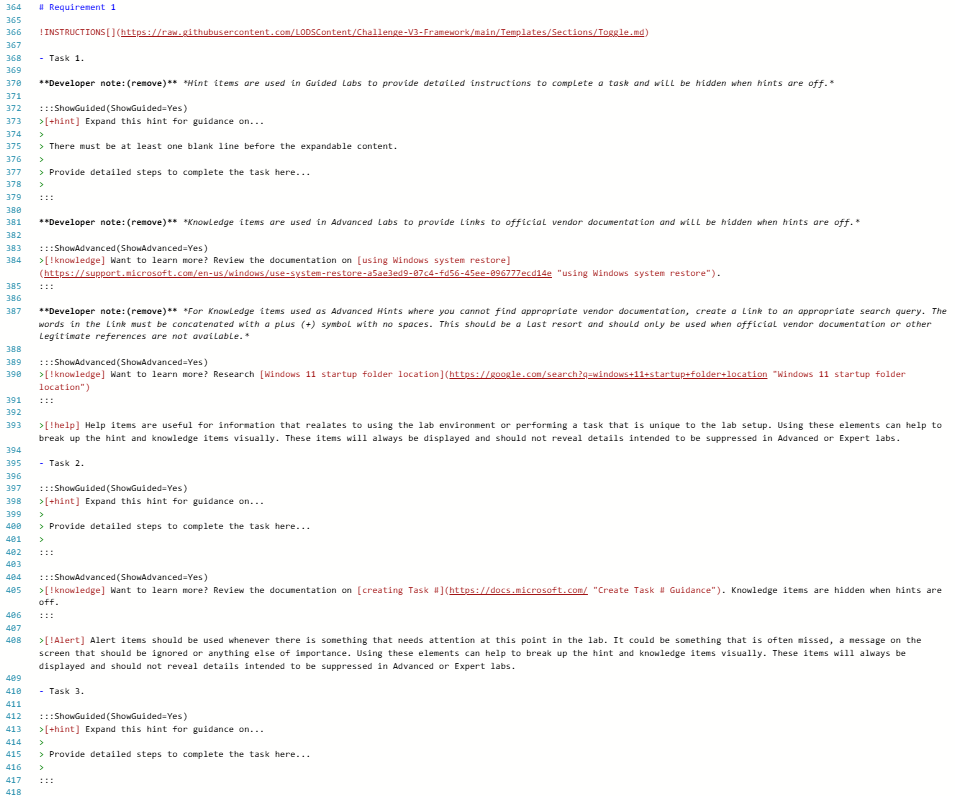 364 # Requirement 1
365
366 !INSTRUCTIONS[](https://raw.githubusercontent.com/LODSContent/Challenge-V3-Framework/main/Templates/Sections/Toggle.md)
367
368 - Task 1.
369
370 **Developer note:(remove)** *Hint items are used in Guided labs to provide detailed instructions to complete a task and will be hidden when hints are off.*
371
372 :::ShowGuided(ShowGuided=Yes)
373 >[+hint] Expand this hint for guidance on...
374 >
375 > There must be at least one blank line before the expandable content.
376 >
377 > Provide detailed steps to complete the task here...
378 >
379 :::
380
381 **Developer note:(remove)** *Knowledge items are used in Advanced Labs to provide links to official vendor documentation and will be hidden when hints are off.*
382
383 :::ShowAdvanced(ShowAdvanced=Yes)
384 >[!knowledge] Want to learn more? Review the documentation on [using Windows system restore]
(https://support.microsoft.com/en-us/windows/use-system-restore-a5ae3ed9-07c4-fd56-45ee-096777ecd14e "using Windows system restore").
385 :::
386
387 **Developer note:(remove)** *For Knowledge items used as Advanced Hints where you cannot find appropriate vendor documentation, create a link to an appropriate search query. The
words in the link must be concatenated with a plus (+) symbol with no spaces. This should be a last resort and should only be used when official vendor documentation or other
legitimate references are not available.*
388
389 :::ShowAdvanced(ShowAdvanced=Yes)
390 >[!knowledge] Want to learn more? Research [Windows 11 startup folder location](https://google.com/search?q=windows+11+startup+folder+location "Windows 11 startup folder
location")
391 :::
392
393 >[!help] Help items are useful for information that realates to using the lab environment or performing a task that is unique to the lab setup. Using these elements can help to
break up the hint and knowledge items visually. These items will always be displayed and should not reveal details intended to be suppressed in Advanced or Expert labs.
394
395 - Task 2.
396
397 :::ShowGuided(ShowGuided=Yes)
398 >[+hint] Expand this hint for guidance on...
399 >
400 > Provide detailed steps to complete the task here...
401 >
402 :::
403
404 :::ShowAdvanced(ShowAdvanced=Yes)
405 >[!knowledge] Want to learn more? Review the documentation on [creating Task #](https://docs.microsoft.com/ "Create Task # Guidance"). Knowledge items are hidden when hints are
off.
406 :::
407
408 >[!Alert] Alert items should be used whenever there is something that needs attention at this point in the lab. It could be something that is often missed, a message on the
screen that should be ignored or anything else of importance. Using these elements can help to break up the hint and knowledge items visually. These items will always be
displayed and should not reveal details intended to be suppressed in Advanced or Expert labs.
409
410 - Task 3.
411
412 :::ShowGuided(ShowGuided=Yes)
413 >[+hint] Expand this hint for guidance on...
414 >
415 > Provide detailed steps to complete the task here...
416 >
417 :::
418